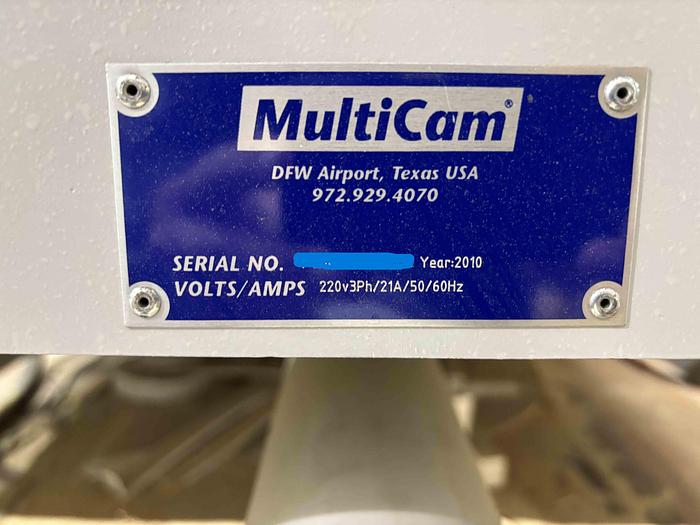 MultiCam®
DFW Airport, Texas USA
972.929.4070
SERIAL NO. Year:2010
VOLTS/AMPS 220v3Ph/21A/50/60Hz